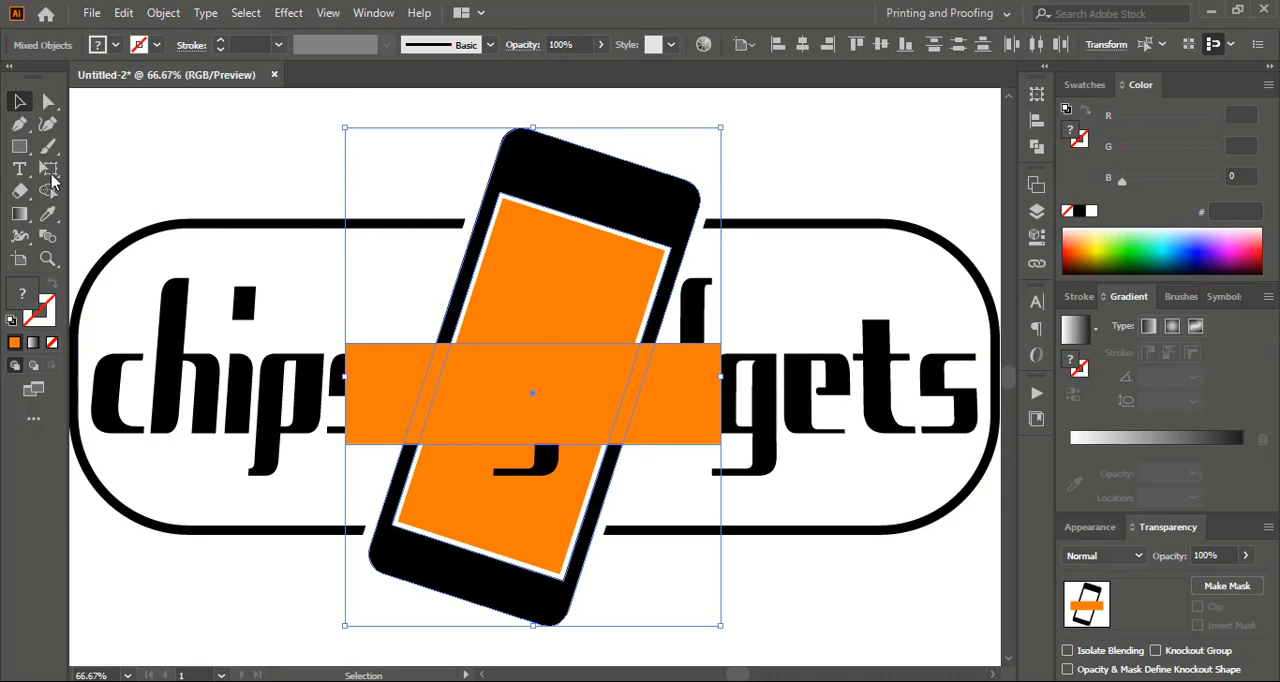 Ai File Edit Object Type Select Effect View Window Help Printing and Proofing Search Adobe Stock
Mixed Objects ? Stroke: Basic Opacity: 100% Style: Transform
Untitled-2* @ 66.67% (RGB/Preview)
Swatches Color
? R
G
B 0
#
T
?
Stroke Gradient Brushes Symbol:
Type:
Stroke:
?
Opacity:
Location:
Appearance Transparency
Normal Opacity: 100%
Make Mask
Clip
Invert Mask
Isolate Blending Knockout Group
Opacity & Mask Define Knockout Shape
chips gets
66.67% 1 Selection